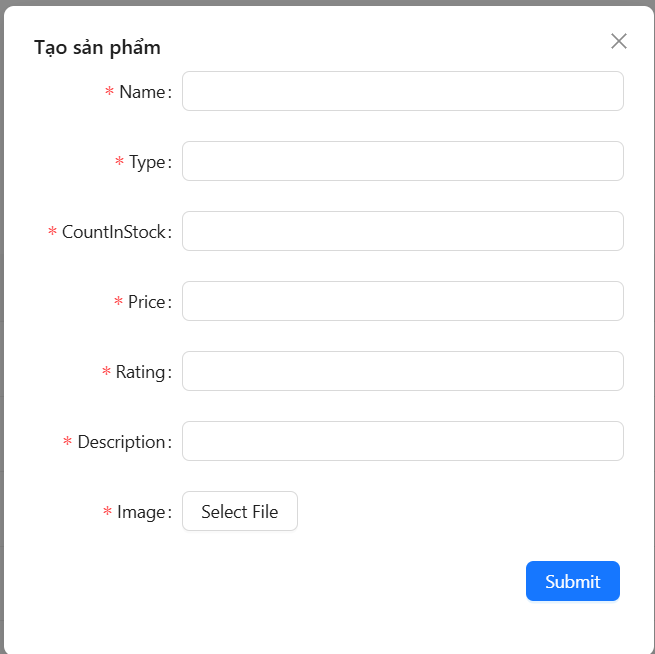 Tạo sản phẩm
* Name:
* Type:
* CountInStock:
* Price:
* Rating:
* Description:
* Image: Select File
Submit